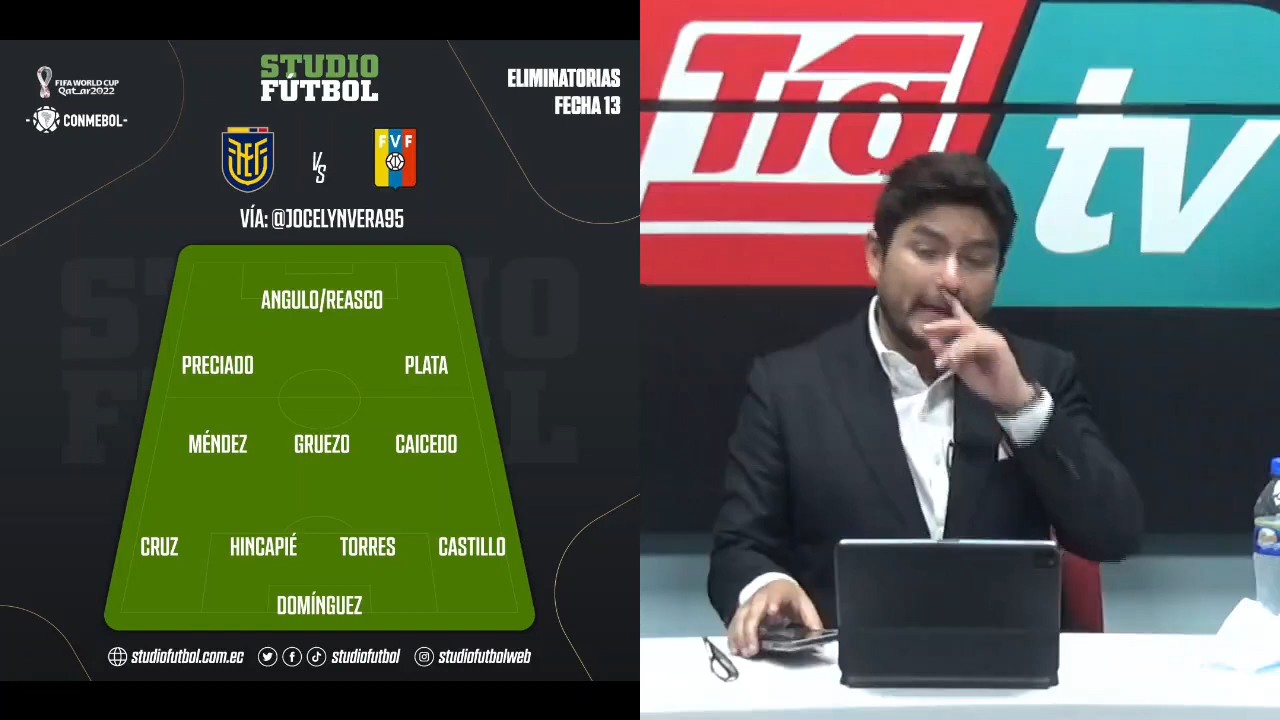 FIFA WORLD CUP
Qatar2022
CONMEBOL
STUDIO
FÚTBOL
ELIMINATORIAS
FECHA 13
FVF
VS
VÍA: @JOCELYNVERA95
ANGULO/REASCO
PRECIADO
PLATA
MÉNDEZ
GRUEZO
CAICEDO
CRUZ
HINCAPIÉ
TORRES
CASTILLO
DOMÍNGUEZ
studiofutbol.com.ec
studiofutbol
studiofutbolweb
Tía
tv